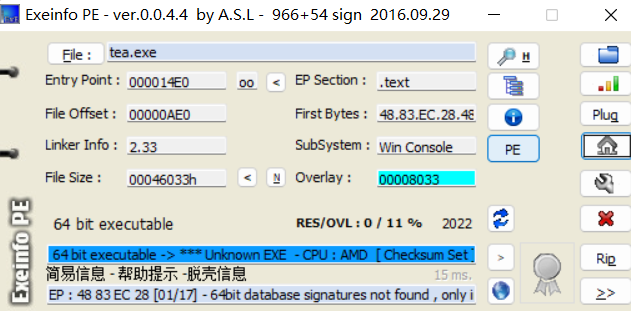 Exeinfo PE - ver.0.0.4.4 by A.S.L - 966+54 sign 2016.09.29
File : tea.exe H
Entry Point : 000014E0 oo < EP Section : .text
File Offset : 00000AE0 First Bytes : 48.83.EC.28.48 Plug
Linker Info : 2.33 SubSystem : Win Console PE
File Size : 00046033h < N Overlay : 00008033
64 bit executable RES/OVL : 0 / 11 % 2022
64 bit executable -> *** Unknown EXE - CPU : AMD [ Checksum Set ] > Rip
简易信息 - 帮助提示 -脱壳信息 15 ms.
EP : 48 83 EC 28 [01/17] - 64bit database signatures not found , only i >>
Exeinfo PE